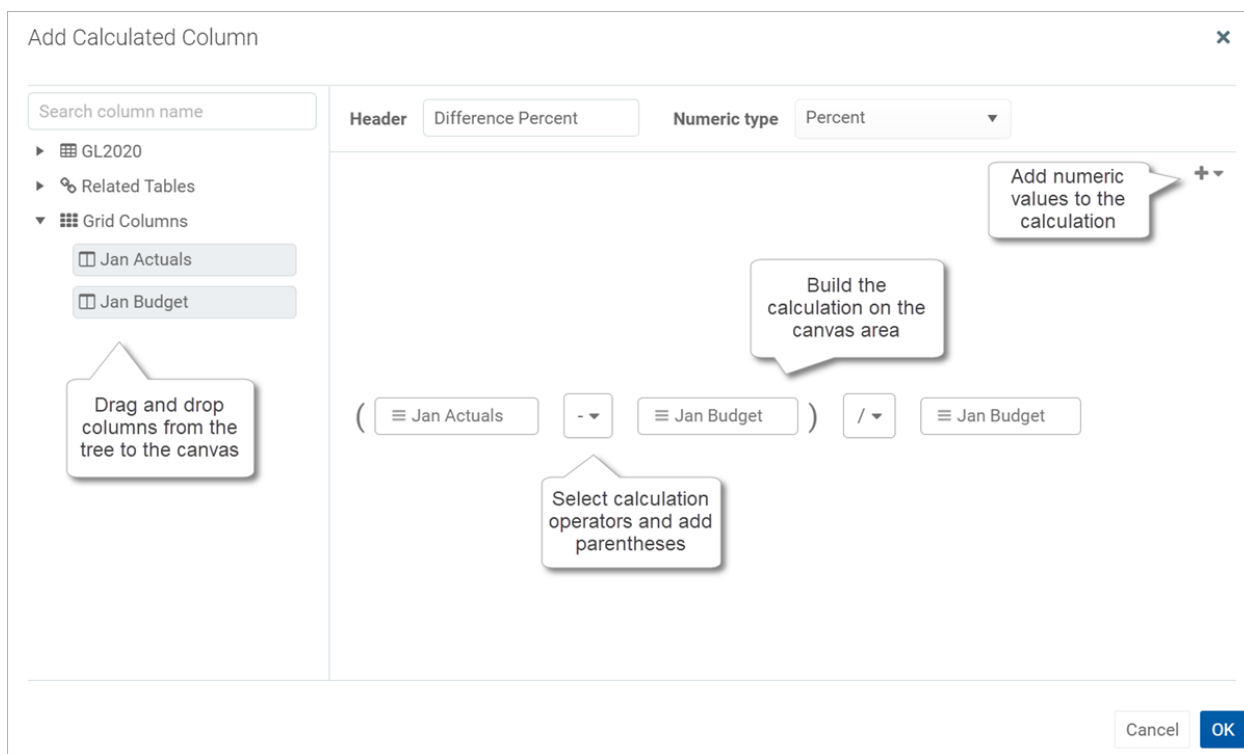 Add Calculated Column
Search column name
GL2020
Related Tables
Grid Columns
Jan Actuals
Jan Budget
Drag and drop
columns from the
tree to the canvas
Header Difference Percent Numeric type Percent
Add numeric
values to the
calculation
Build the
calculation on the
canvas area
( Jan Actuals - Jan Budget ) / Jan Budget
Select calculation
operators and add
parentheses
Cancel OK